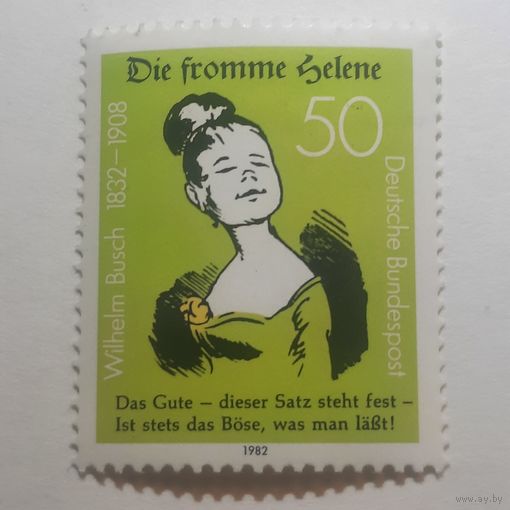 Die fromme Helene
50
Wilhelm Busch 1832–1908
Deutsche Bundespost
Das Gute – dieser Satz steht fest –
Ist stets das Böse, was man läßt!
1982
www.ay.by